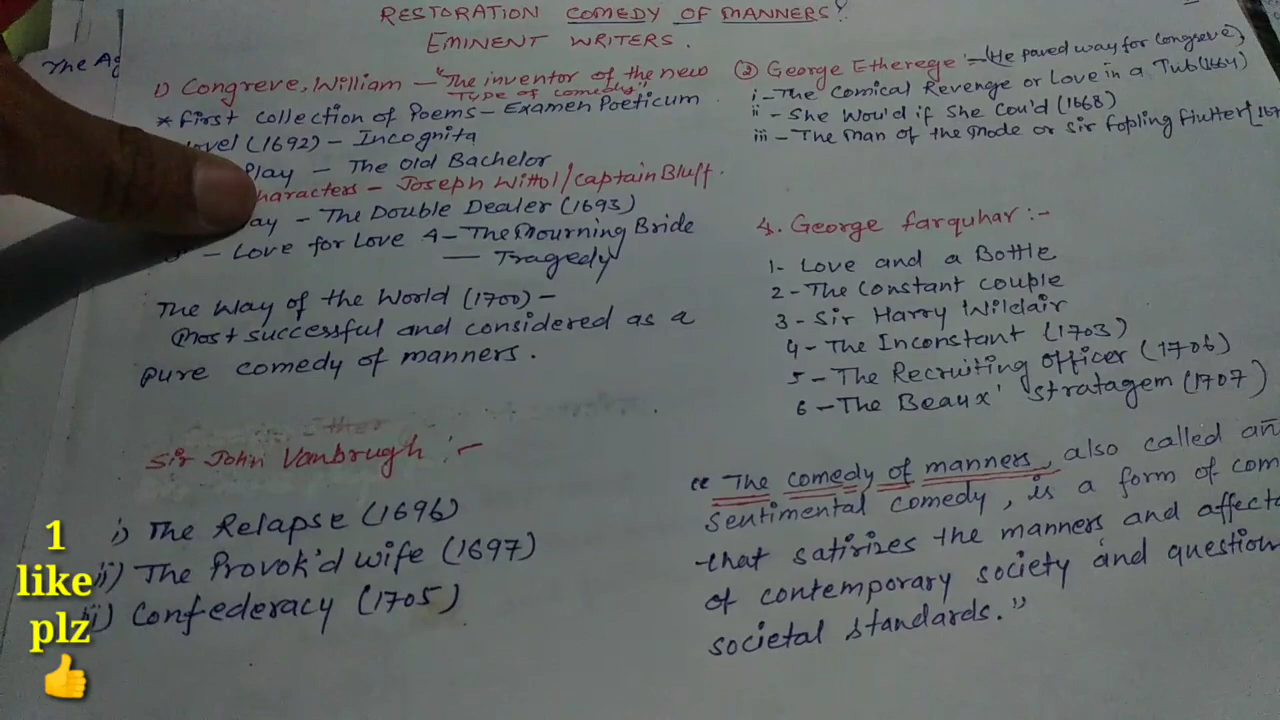 RESTORATION COMEDY OF MANNERS!
EMINENT WRITERS.
The Ag
1) Congreve, William — "The inventor of the new
Type of comedy"
* First collection of Poems – Examen Poeticum
Novel (1692) – Incognita
Play – The Old Bachelor
characters – Joseph Wittol / Captain Bluff.
Play – The Double Dealer (1693)
– Love for Love 4 – The Mourning Bride
— Tragedy
The Way of the World (1700) –
Most successful and considered as a
pure comedy of manners.
Sir John Vanbrugh :-
i) The Relapse (1696)
ii) The Provok'd wife (1697)
iii) Confederacy (1705)
George Etherege – (He paved way for Congreve)
i – The Comical Revenge or Love in a Tub (1664)
ii – She Wou'd if She Cou'd (1668)
iii – The Man of the Mode or Sir Fopling Flutter [167
4. George farquhar :-
1- Love and a Bottle
2 - The Constant couple
3 - Sir Harry Wildair
4 - The Inconstant (1703)
5 - The Recruiting Officer (1706)
6 - The Beaux' Stratagem (1707)
"The comedy of manners, also called an
sentimental comedy, is a form of com
that satirizes the manners and affecta
of contemporary society and question
societal standards."
1
like
plz
👍